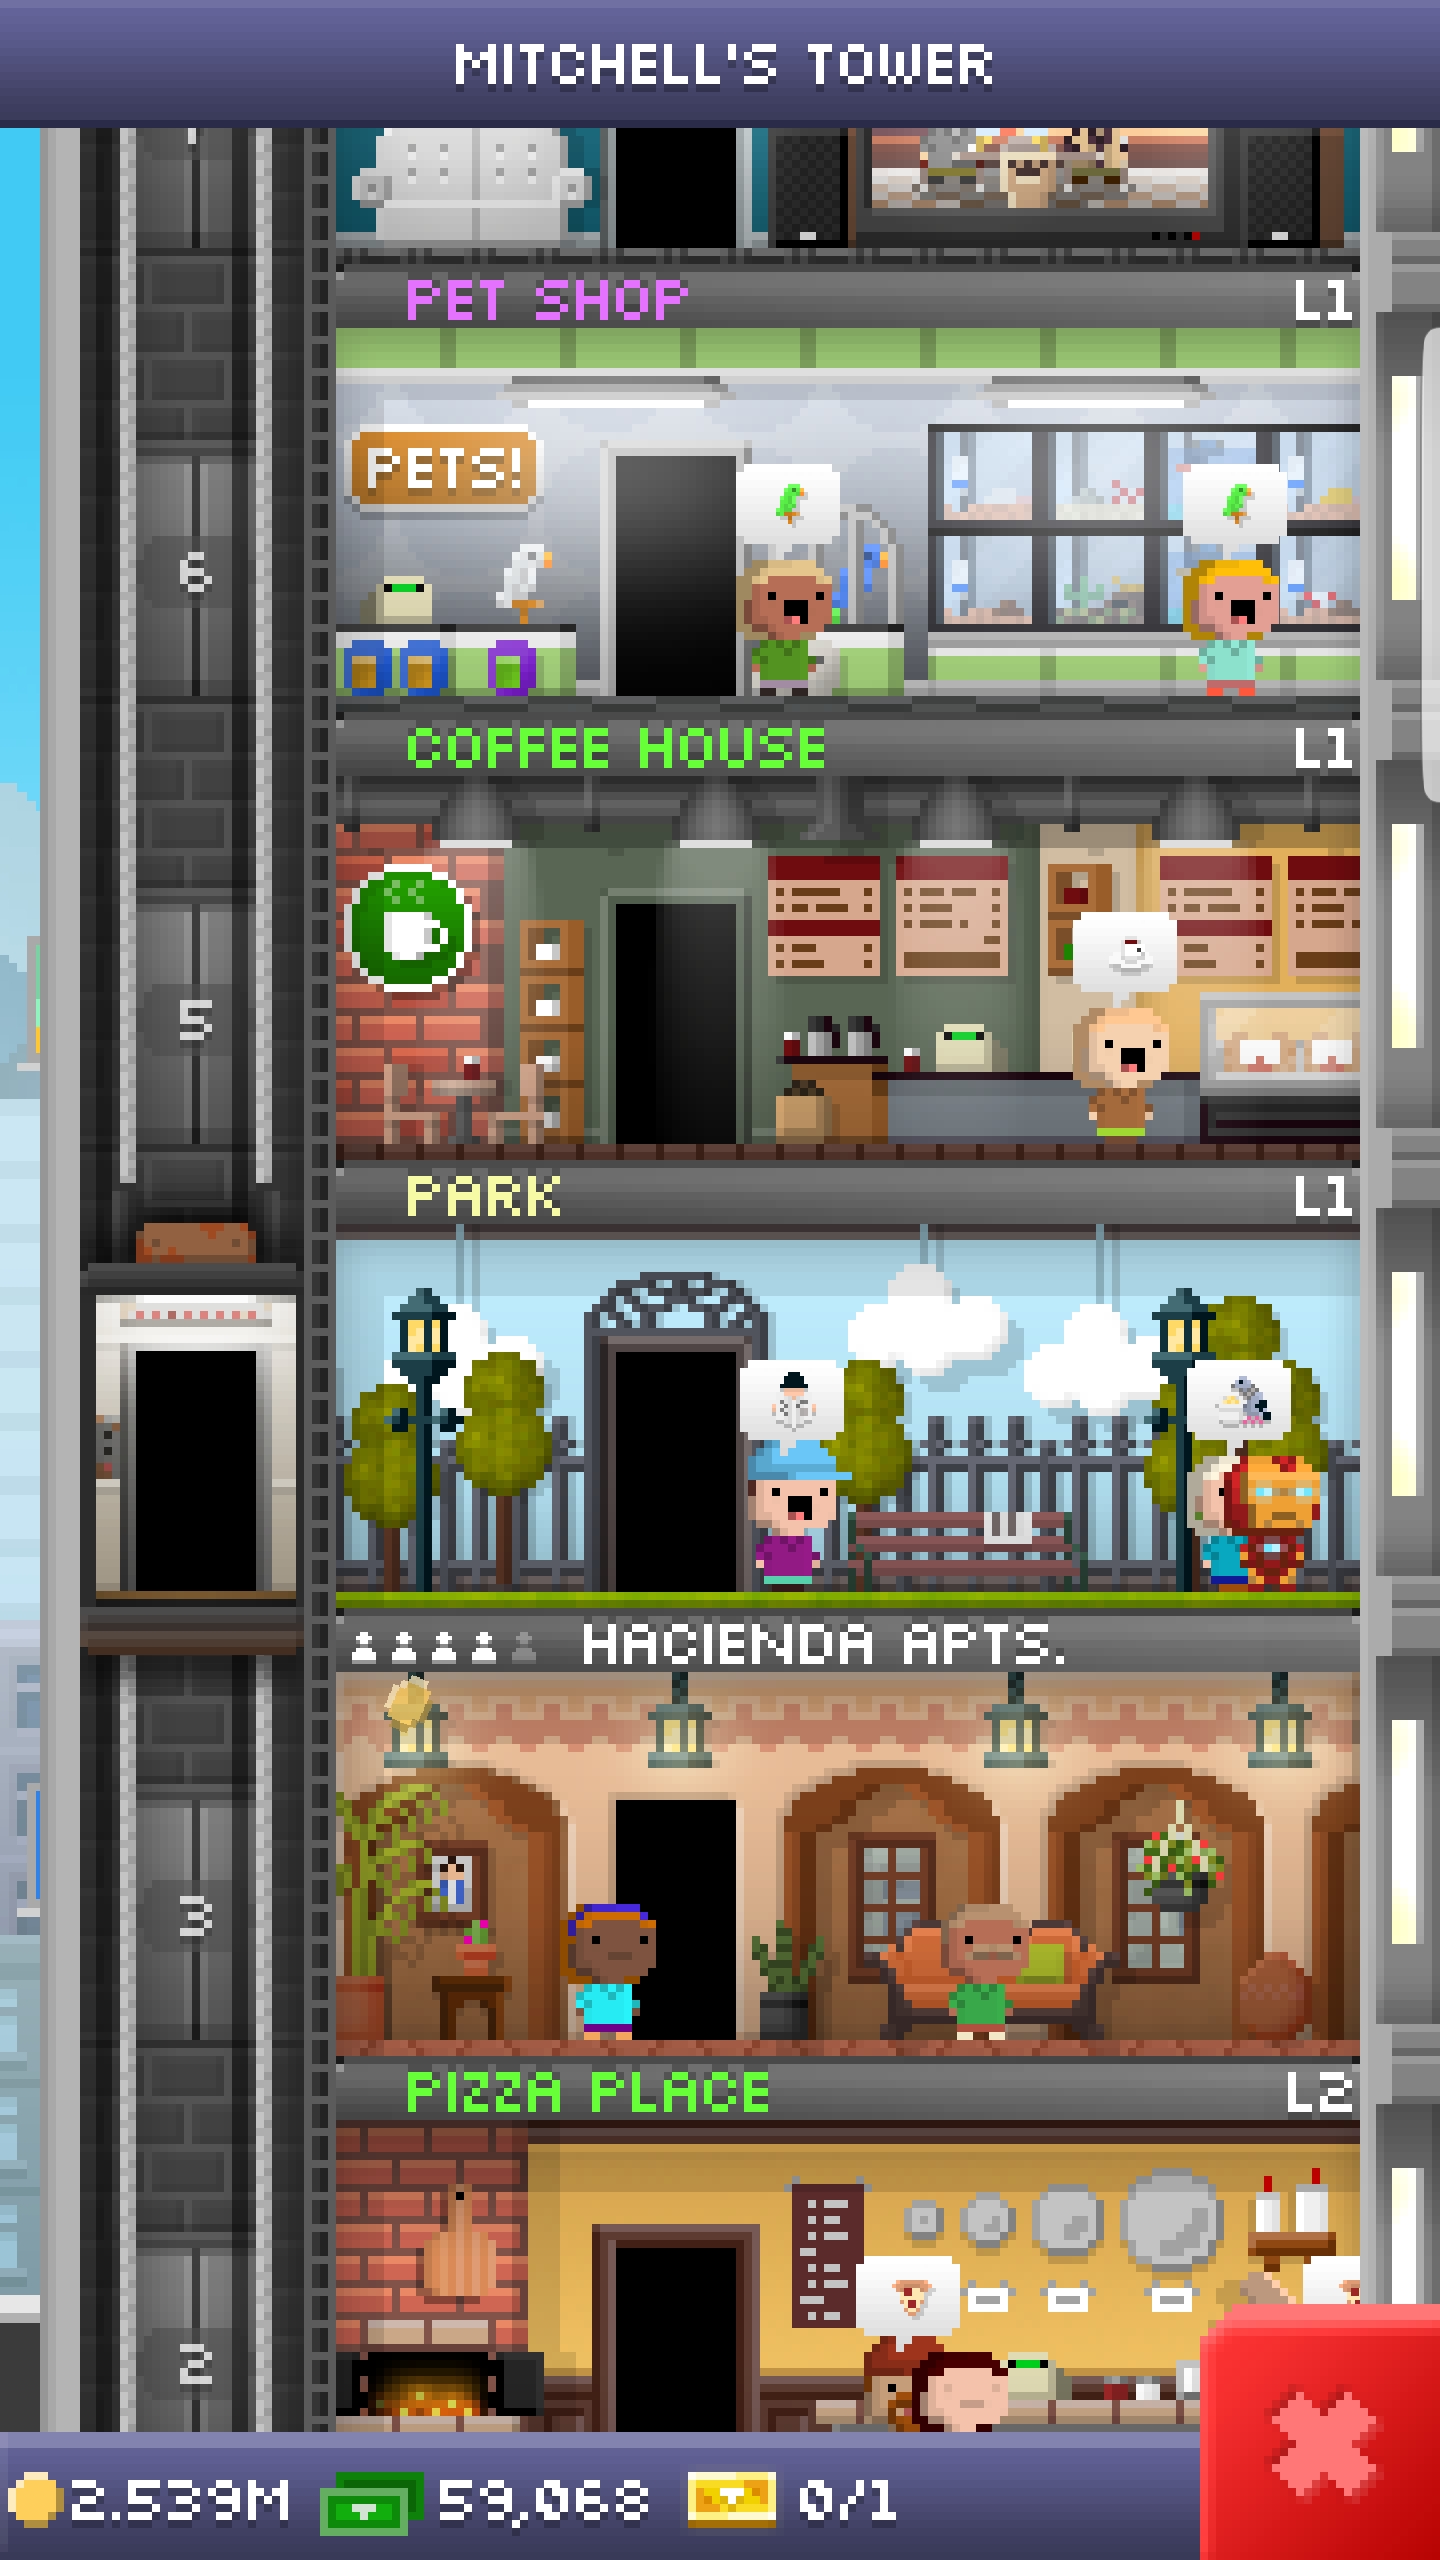 MITCHELL'S TOWER
PET SHOP L1
PETS!
6
COFFEE HOUSE L1
5
PARK L1
HACIENDA APTS.
3
PIZZA PLACE L2
2
2.539M 59,068 0/1